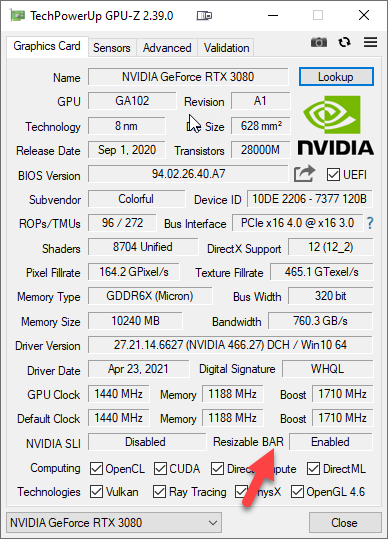 TechPowerUp GPU-Z 2.39.0
Graphics Card Sensors Advanced Validation
Name NVIDIA GeForce RTX 3080 Lookup
GPU GA102 Revision A1
Technology 8 nm Size 628 mm²
NVIDIA
Release Date Sep 1, 2020 Transistors 28000M
BIOS Version 94.02.26.40.A7 UEFI
Subvendor Colorful Device ID 10DE 2206 - 7377 120B
ROPs/TMUs 96 / 272 Bus Interface PCIe x16 4.0 @ x16 3.0 ?
Shaders 8704 Unified DirectX Support 12 (12_2)
Pixel Fillrate 164.2 GPixel/s Texture Fillrate 465.1 GTexel/s
Memory Type GDDR6X (Micron) Bus Width 320 bit
Memory Size 10240 MB Bandwidth 760.3 GB/s
Driver Version 27.21.14.6627 (NVIDIA 466.27) DCH / Win10 64
Driver Date Apr 23, 2021 Digital Signature WHQL
GPU Clock 1440 MHz Memory 1188 MHz Boost 1710 MHz
Default Clock 1440 MHz Memory 1188 MHz Boost 1710 MHz
NVIDIA SLI Disabled Resizable BAR Enabled
Computing OpenCL CUDA DirectML
Technologies Vulkan Ray Tracing OpenGL 4.6
NVIDIA GeForce RTX 3080 Close